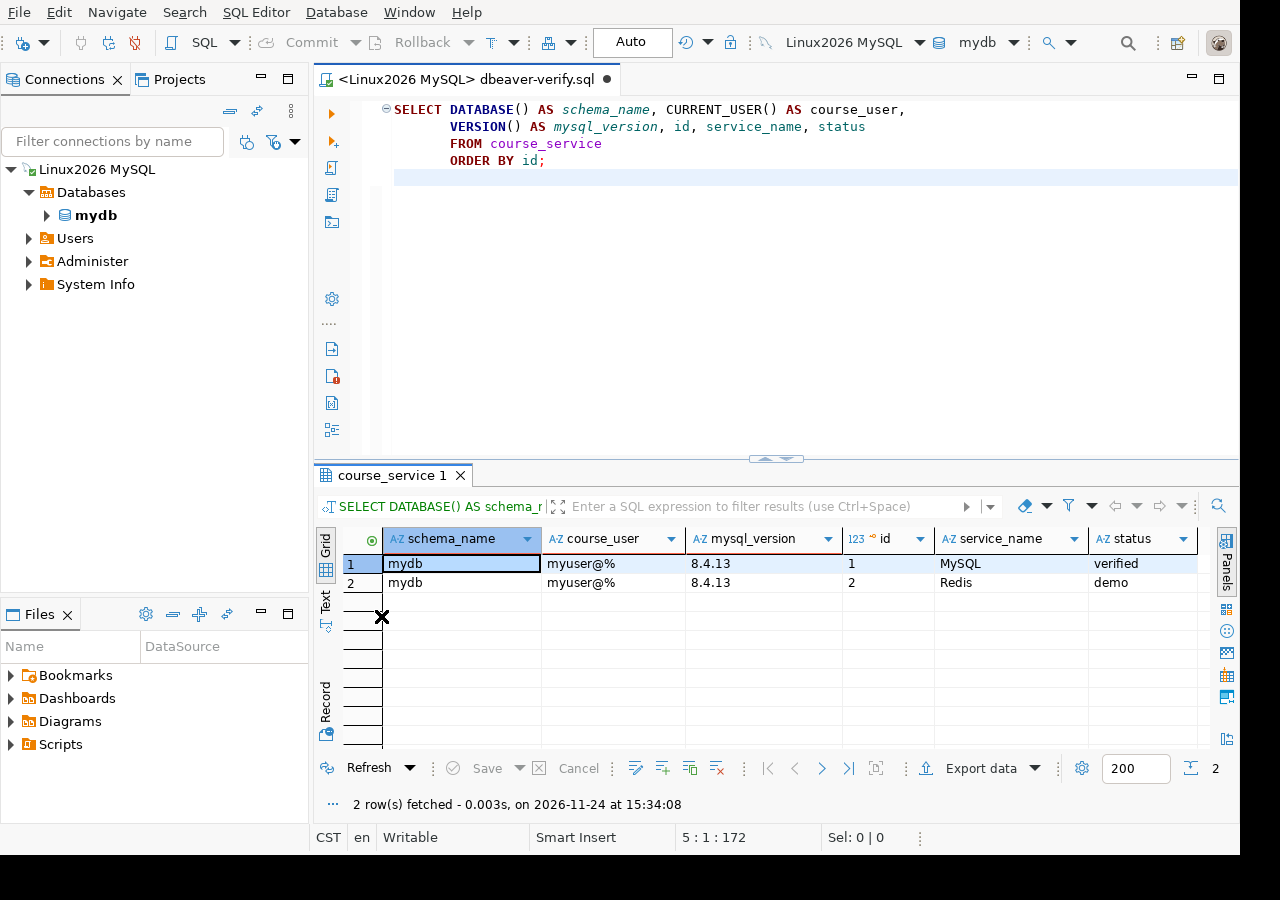 File Edit Navigate Search SQL Editor Database Window Help
SQL Commit Rollback Auto Linux2026 MySQL mydb
Connections Projects
Filter connections by name
Linux2026 MySQL
Databases
mydb
Users
Administer
System Info
Files
Name DataSource
Bookmarks
Dashboards
Diagrams
Scripts
<Linux2026 MySQL> dbeaver-verify.sql
SELECT DATABASE() AS schema_name, CURRENT_USER() AS course_user,
VERSION() AS mysql_version, id, service_name, status
FROM course_service
ORDER BY id;
course_service 1
SELECT DATABASE() AS schema_r Enter a SQL expression to filter results (use Ctrl+Space)
Grid
Text
Record
AZ schema_name AZ course_user AZ mysql_version 123 id AZ service_name AZ status
1 mydb myuser@% 8.4.13 1 MySQL verified
2 mydb myuser@% 8.4.13 2 Redis demo
Panels
Refresh Save Cancel Export data 200 2
2 row(s) fetched - 0.003s, on 2026-11-24 at 15:34:08
CST en Writable Smart Insert 5 : 1 : 172 Sel: 0 | 0